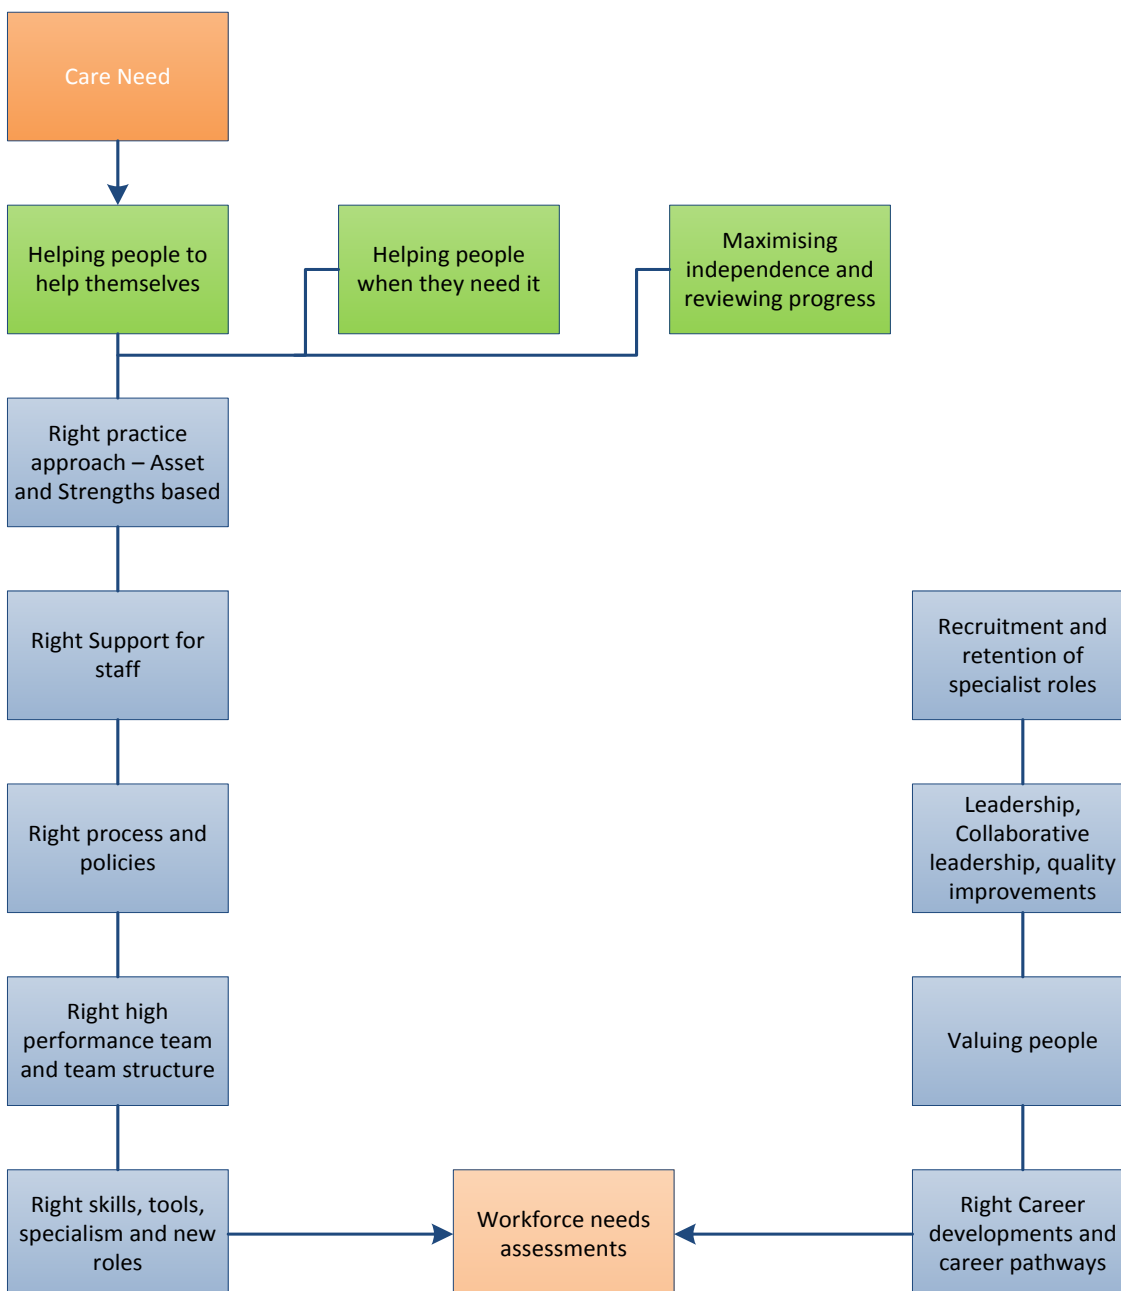 Care Need
Helping people to
help themselves
Helping people
when they need it
Maximising
independence and
reviewing progress
Right practice
approach – Asset
and Strengths based
Right Support for
staff
Recruitment and
retention of
specialist roles
Right process and
policies
Leadership,
Collaborative
leadership, quality
improvements
Right high
performance team
and team structure
Valuing people
Right skills, tools,
specialism and new
roles
Workforce needs
assessments
Right Career
developments and
career pathways